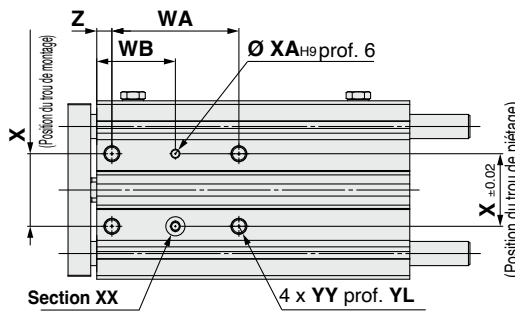 Z
WA
WB
Ø XAH9 prof. 6
X
(Position du trou de montage)
X ±0.02
(Position du trou de piétage)
Section XX
4 x YY prof. YL